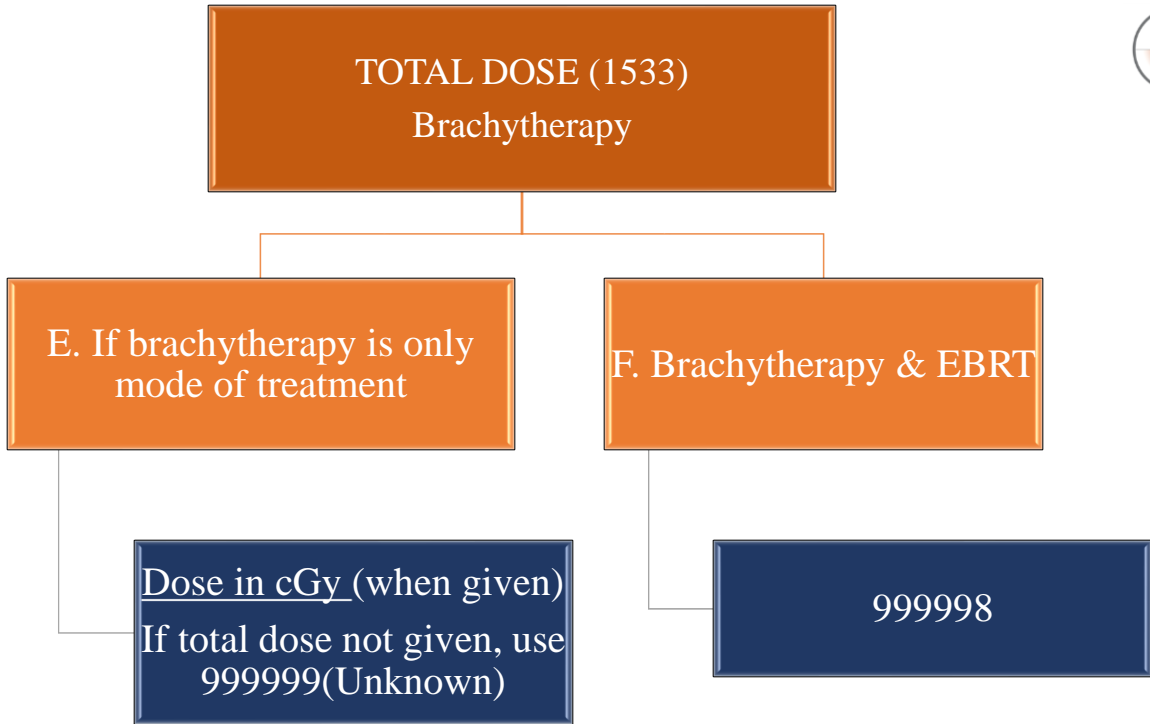 TOTAL DOSE (1533)
Brachytherapy
E. If brachytherapy is only
mode of treatment
F. Brachytherapy & EBRT
Dose in cGy (when given)
If total dose not given, use
999999(Unknown)
999998